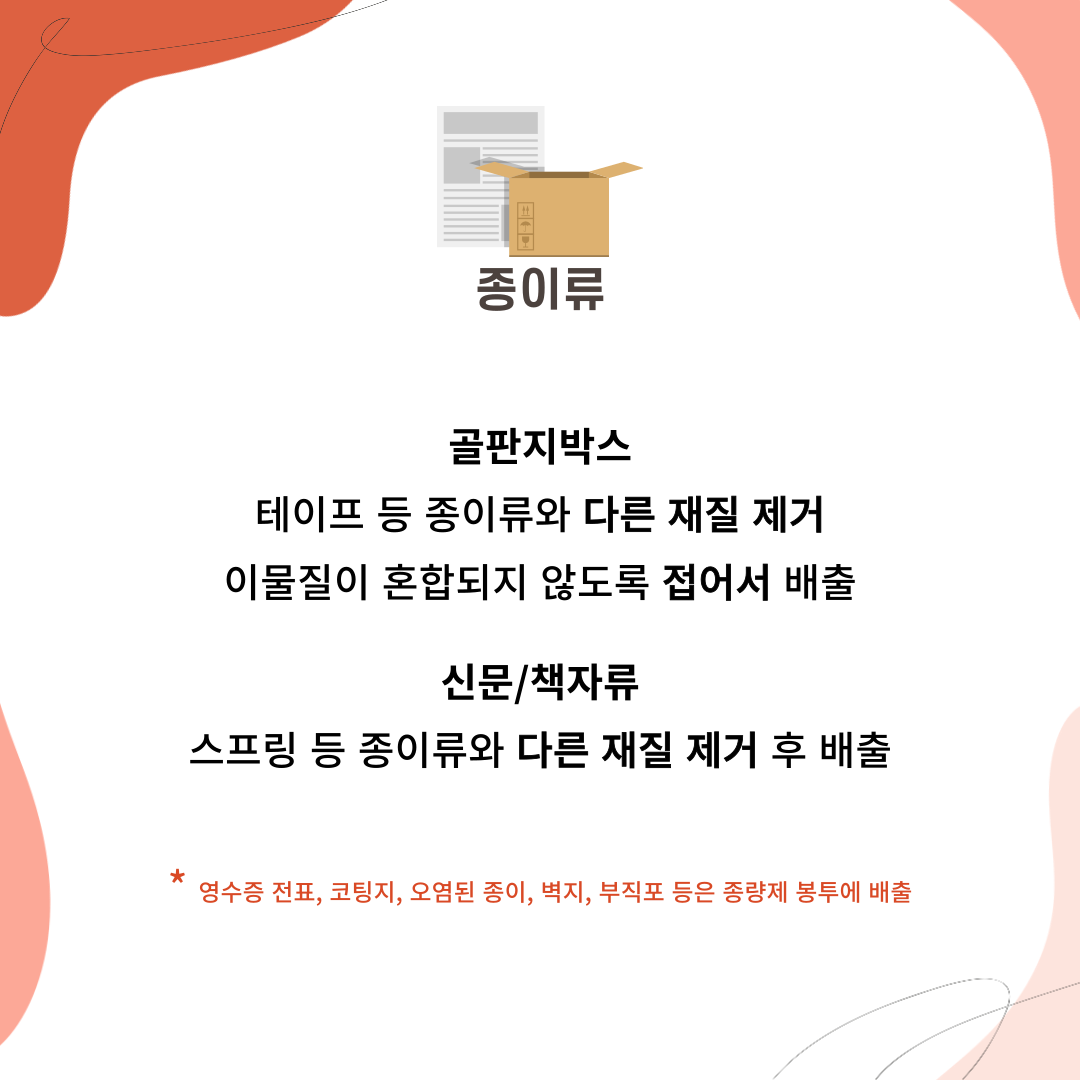 종이류
골판지박스
테이프 등 종이류와 다른 재질 제거
이물질이 혼합되지 않도록 접어서 배출
신문/책자류
스프링 등 종이류와 다른 재질 제거 후 배출
* 영수증 전표, 코팅지, 오염된 종이, 벽지, 부직포 등은 종량제 봉투에 배출